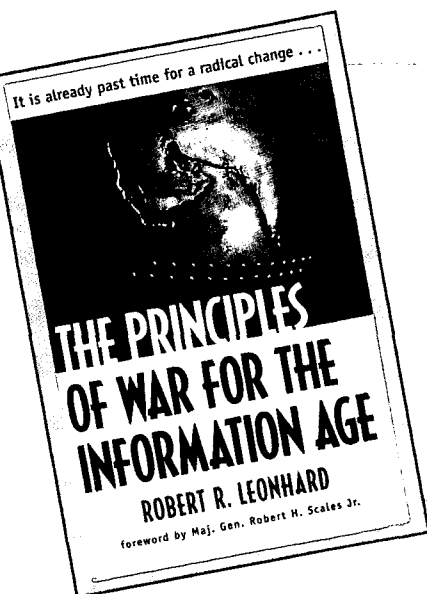 It is already past time for a radical change . . .
THE PRINCIPLES
OF WAR FOR THE
INFORMATION AGE
ROBERT R. LEONHARD
foreword by Maj. Gen. Robert H. Scales Jr.